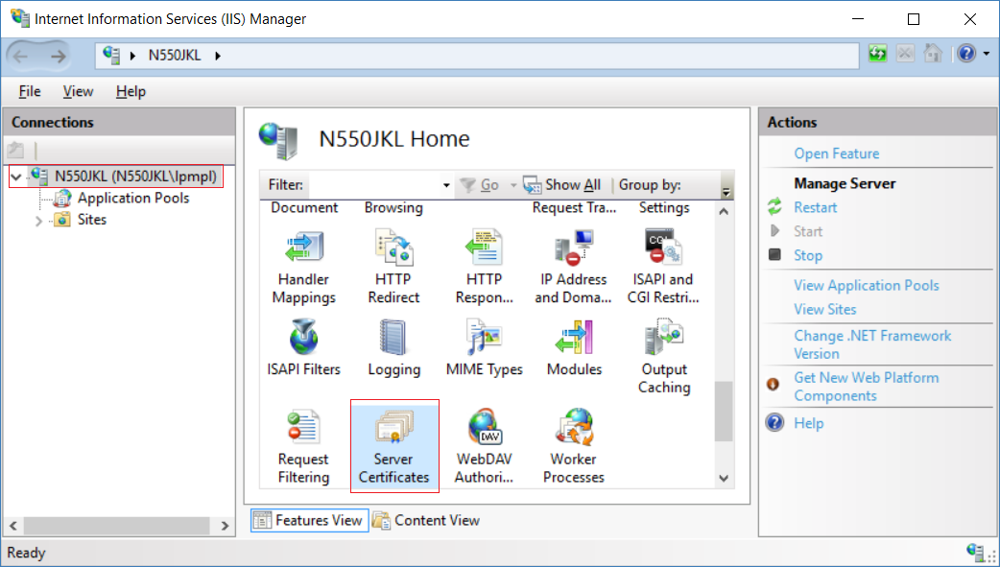 Internet Information Services (IIS) Manager
N550JKL
File View Help
Connections
N550JKL (N550JKL\lpmpl)
Application Pools
Sites
N550JKL Home
Filter: Go Show All Group by:
Document Browsing Request Tra... Settings
Handler Mappings
HTTP Redirect
HTTP Respon...
IP Address and Doma...
ISAPI and CGI Restri...
CGI
ISAPI Filters
Logging
MIME Types
Modules
Output Caching
Request Filtering
Server Certificates
DAV
WebDAV Authori...
Worker Processes
Features View Content View
Actions
Open Feature
Manage Server
Restart
Start
Stop
View Application Pools
View Sites
Change .NET Framework
Version
Get New Web Platform
Components
Help
Ready